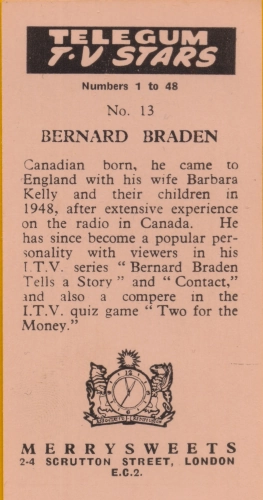 TELEGUM
T·V STARS
Numbers 1 to 48
No. 13
BERNARD BRADEN
Canadian born, he came to
England with his wife Barbara
Kelly and their children in
1948, after extensive experience
on the radio in Canada. He
has since become a popular per-
sonality with viewers in his
I.T.V. series " Bernard Braden
Tells a Story " and " Contact,"
and also a compere in the
I.T.V. quiz game " Two for the
Money."
12
MERRYSWEETS
2-4 SCRUTTON STREET, LONDON
E.C.2.